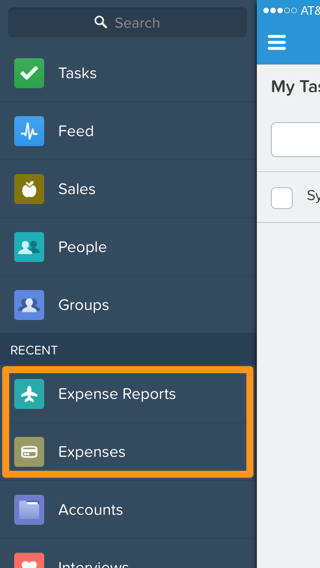 Search
AT&
Tasks
My Tas
Feed
Sales
Sy
People
Groups
RECENT
Expense Reports
Expenses
Accounts
Interviews